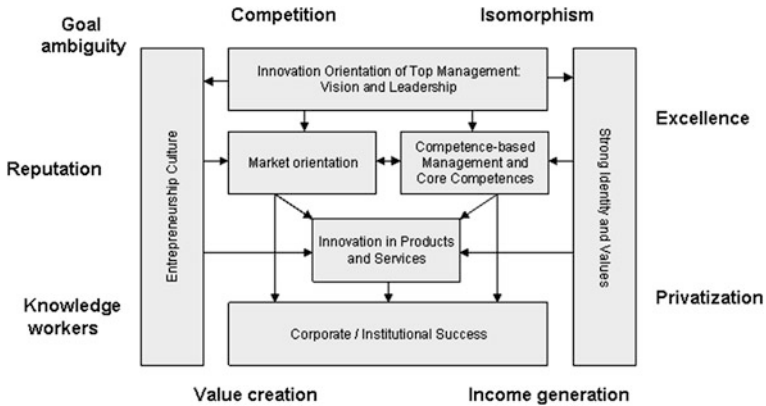 Competition
Isomorphism
Goal
ambiguity
Innovation Orientation of Top Management:
Vision and Leadership
Excellence
Reputation
Entrepreneurship Culture
Market orientation
Competence-based
Management and
Core Competences
Strong Identity and Values
Innovation in Products
and Services
Knowledge
workers
Privatization
Corporate / Institutional Success
Value creation
Income generation